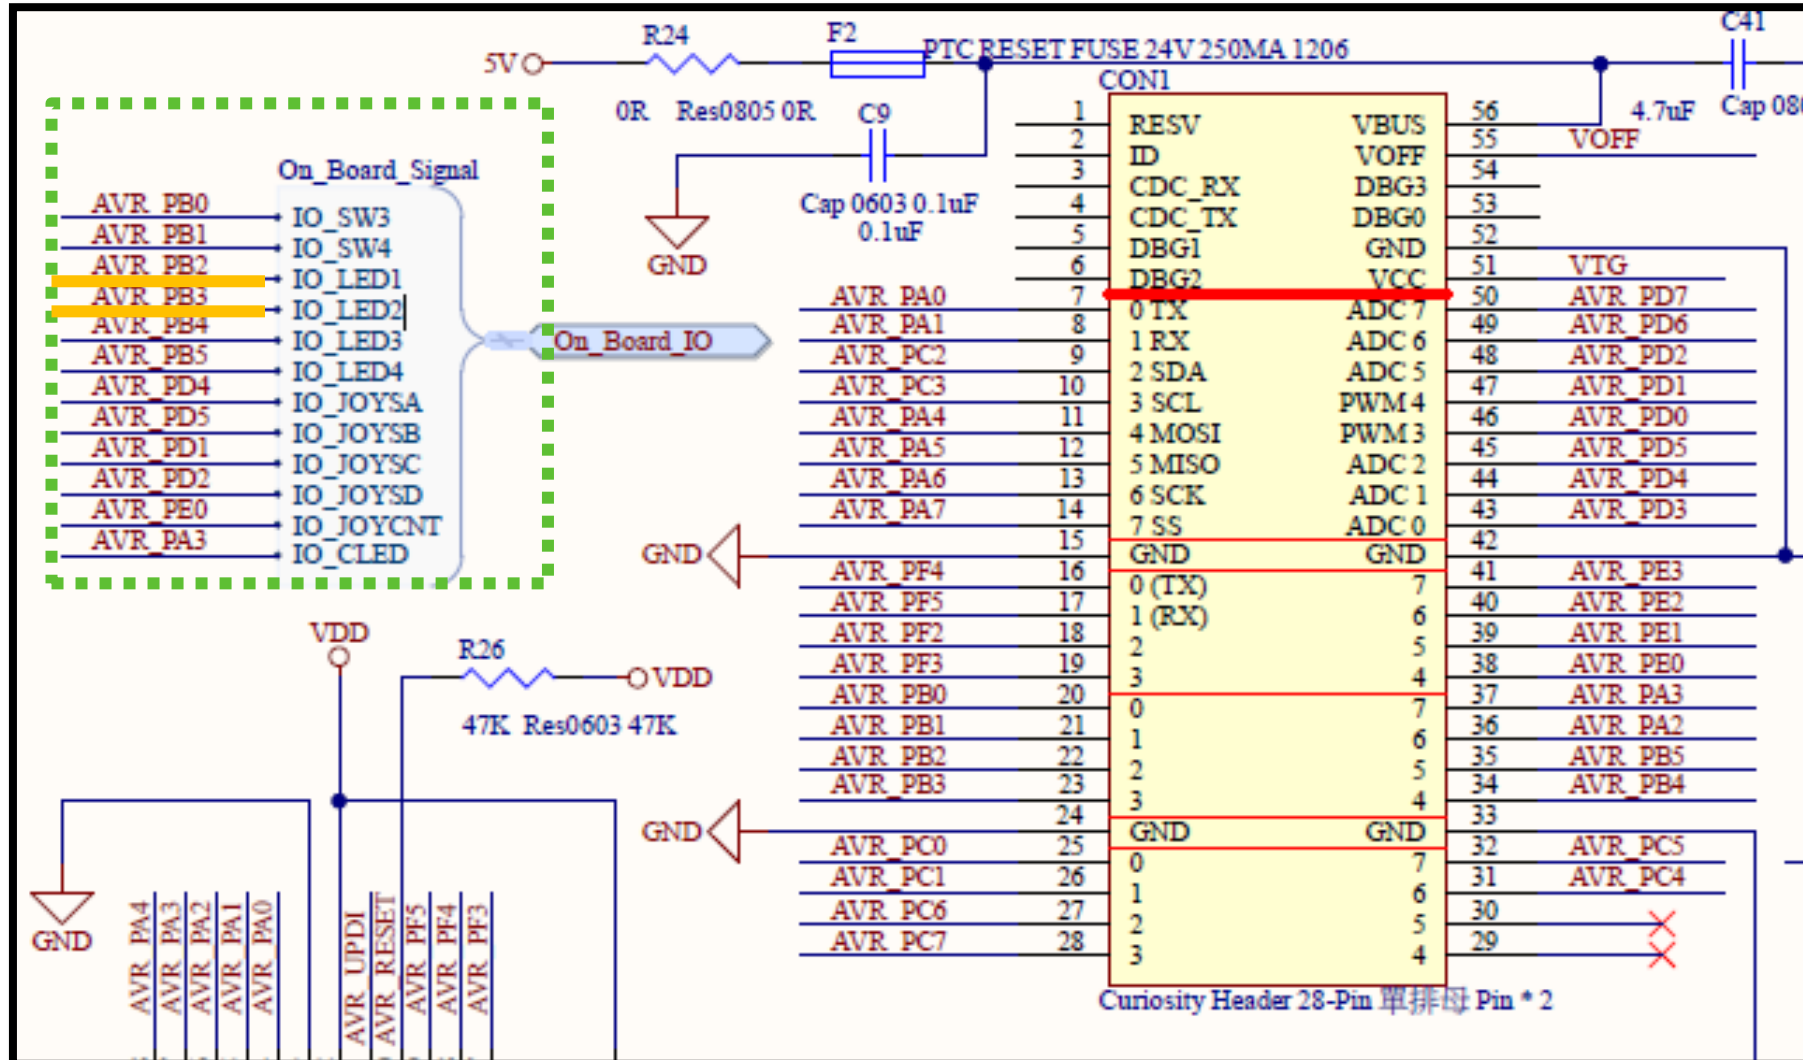 5V
R24
0R Res0805 0R
F2
PTC RESET FUSE 24V 250MA 1206
C9
Cap 0603 0.1uF
0.1uF
GND
C41
4.7uF Cap 080
On_Board_Signal
AVR_PB0 IO_SW3
AVR_PB1 IO_SW4
AVR_PB2 IO_LED1
AVR_PB3 IO_LED2
AVR_PB4 IO_LED3
AVR_PB5 IO_LED4
AVR_PD4 IO_JOYSA
AVR_PD5 IO_JOYSB
AVR_PD1 IO_JOYSC
AVR_PD2 IO_JOYSD
AVR_PE0 IO_JOYCNT
AVR_PA3 IO_CLED
On_Board_IO
CON1
1 RESV VBUS 56
2 ID VOFF 55 VOFF
3 CDC_RX DBG3 54
4 CDC_TX DBG0 53
5 DBG1 GND 52
6 DBG2 VCC 51 VTG
AVR_PA0 7 0 TX ADC 7 50 AVR_PD7
AVR_PA1 8 1 RX ADC 6 49 AVR_PD6
AVR_PC2 9 2 SDA ADC 5 48 AVR_PD2
AVR_PC3 10 3 SCL PWM 4 47 AVR_PD1
AVR_PA4 11 4 MOSI PWM 3 46 AVR_PD0
AVR_PA5 12 5 MISO ADC 2 45 AVR_PD5
AVR_PA6 13 6 SCK ADC 1 44 AVR_PD4
AVR_PA7 14 7 SS ADC 0 43 AVR_PD3
GND 15 GND GND 42
AVR_PF4 16 0 (TX) 7 41 AVR_PE3
AVR_PF5 17 1 (RX) 6 40 AVR_PE2
AVR_PF2 18 2 5 39 AVR_PE1
AVR_PF3 19 3 4 38 AVR_PE0
AVR_PB0 20 0 7 37 AVR_PA3
AVR_PB1 21 1 6 36 AVR_PA2
AVR_PB2 22 2 5 35 AVR_PB5
AVR_PB3 23 3 4 34 AVR_PB4
GND 24 GND GND 33
AVR_PC0 25 0 7 32 AVR_PC5
AVR_PC1 26 1 6 31 AVR_PC4
AVR_PC6 27 2 5 30
AVR_PC7 28 3 4 29
Curiosity Header 28-Pin 單排母 Pin * 2
VDD
R26
VDD
47K Res0603 47K
GND
AVR_PA4
AVR_PA3
AVR_PA2
AVR_PA1
AVR_PA0
AVR_UPDI
AVR_RESET
AVR_PF5
AVR_PF4
AVR_PF3